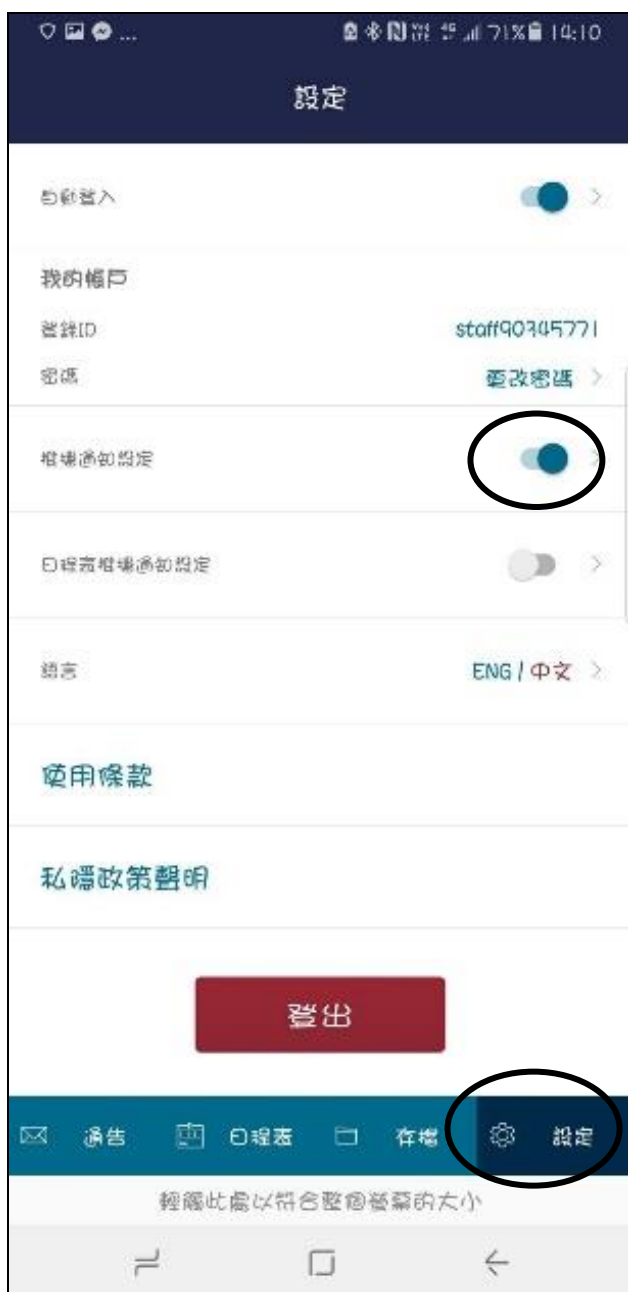 ... 71% 14:10
設定
自動登入
我的帳戶
登錄ID staff90345771
密碼 更改密碼
推播通知設定
日程表推播通知設定
語言 ENG / 中文
使用條款
私隱政策聲明
登出
通告 日程表 存檔 設定
輕觸此處以符合整個螢幕的大小